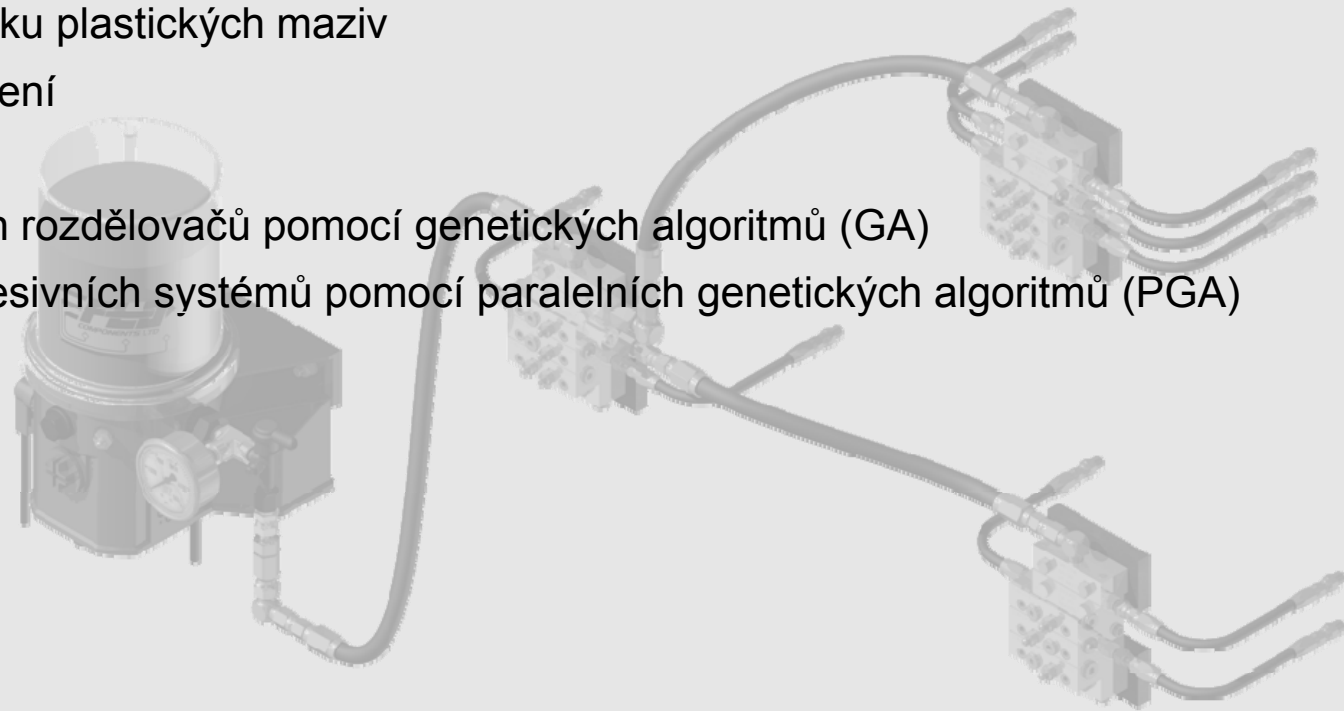 ku plastických maziv
ení
n rozdělovačů pomocí genetických algoritmů (GA)
esivních systémů pomocí paralelních genetických algoritmů (PGA)